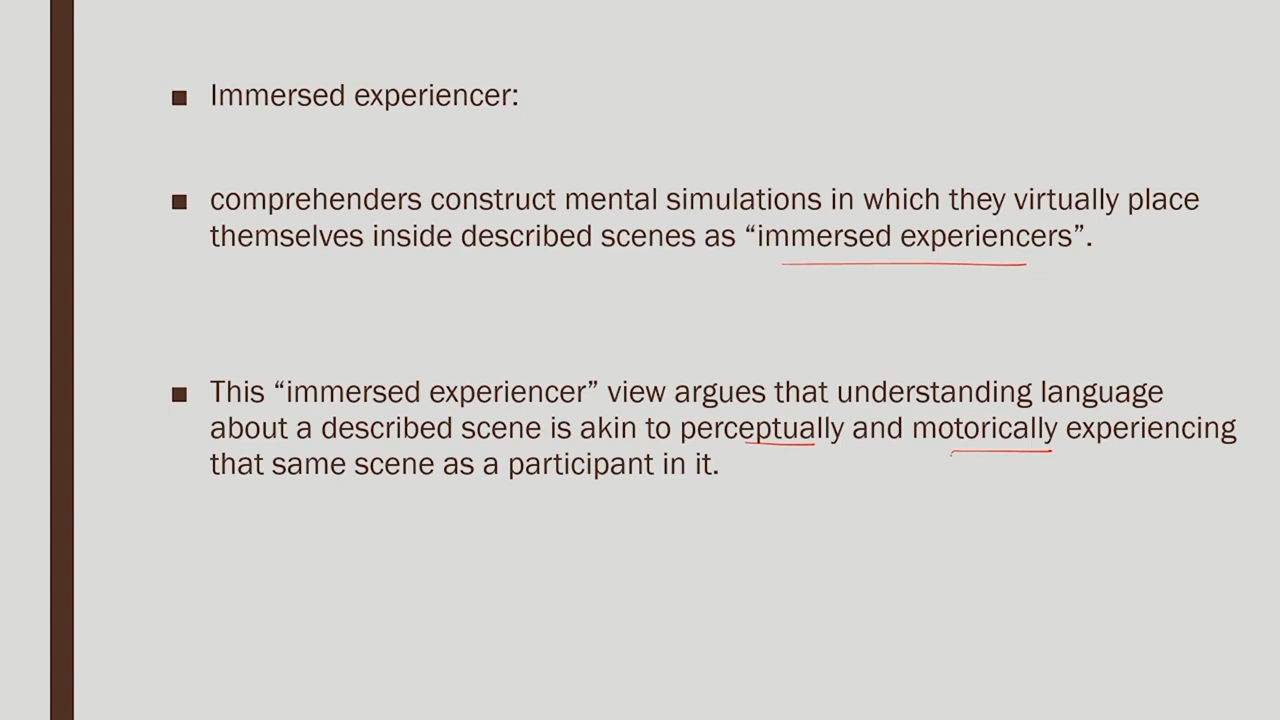 ■ Immersed experiencer:
■ comprehenders construct mental simulations in which they virtually place
themselves inside described scenes as “immersed experiencers”.
■ This “immersed experiencer” view argues that understanding language
about a described scene is akin to perceptually and motorically experiencing
that same scene as a participant in it.